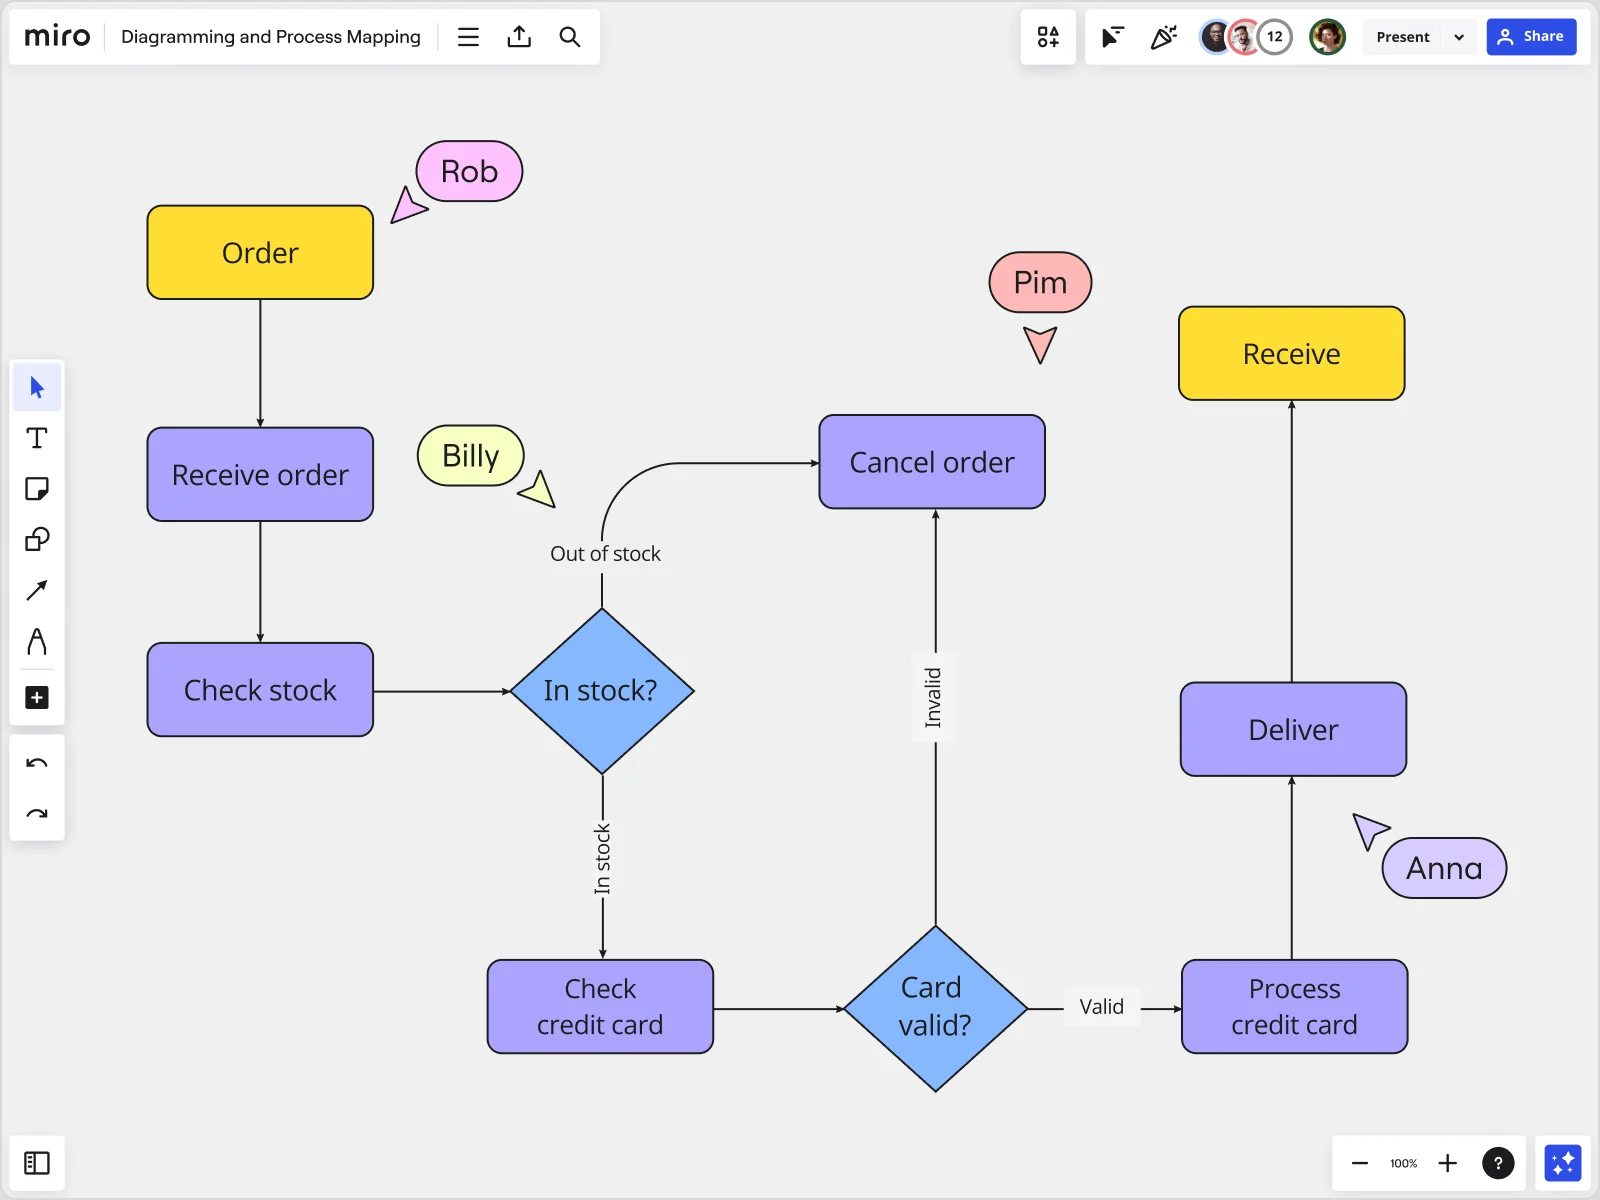 miro
Diagramming and Process Mapping
12
Present
Share
Rob
Order
Pim
Receive
Billy
Cancel order
Receive order
Out of stock
Check stock
In stock?
Invalid
Deliver
In stock
Anna
Check
credit card
Card
valid?
Valid
Process
credit card
100%
?